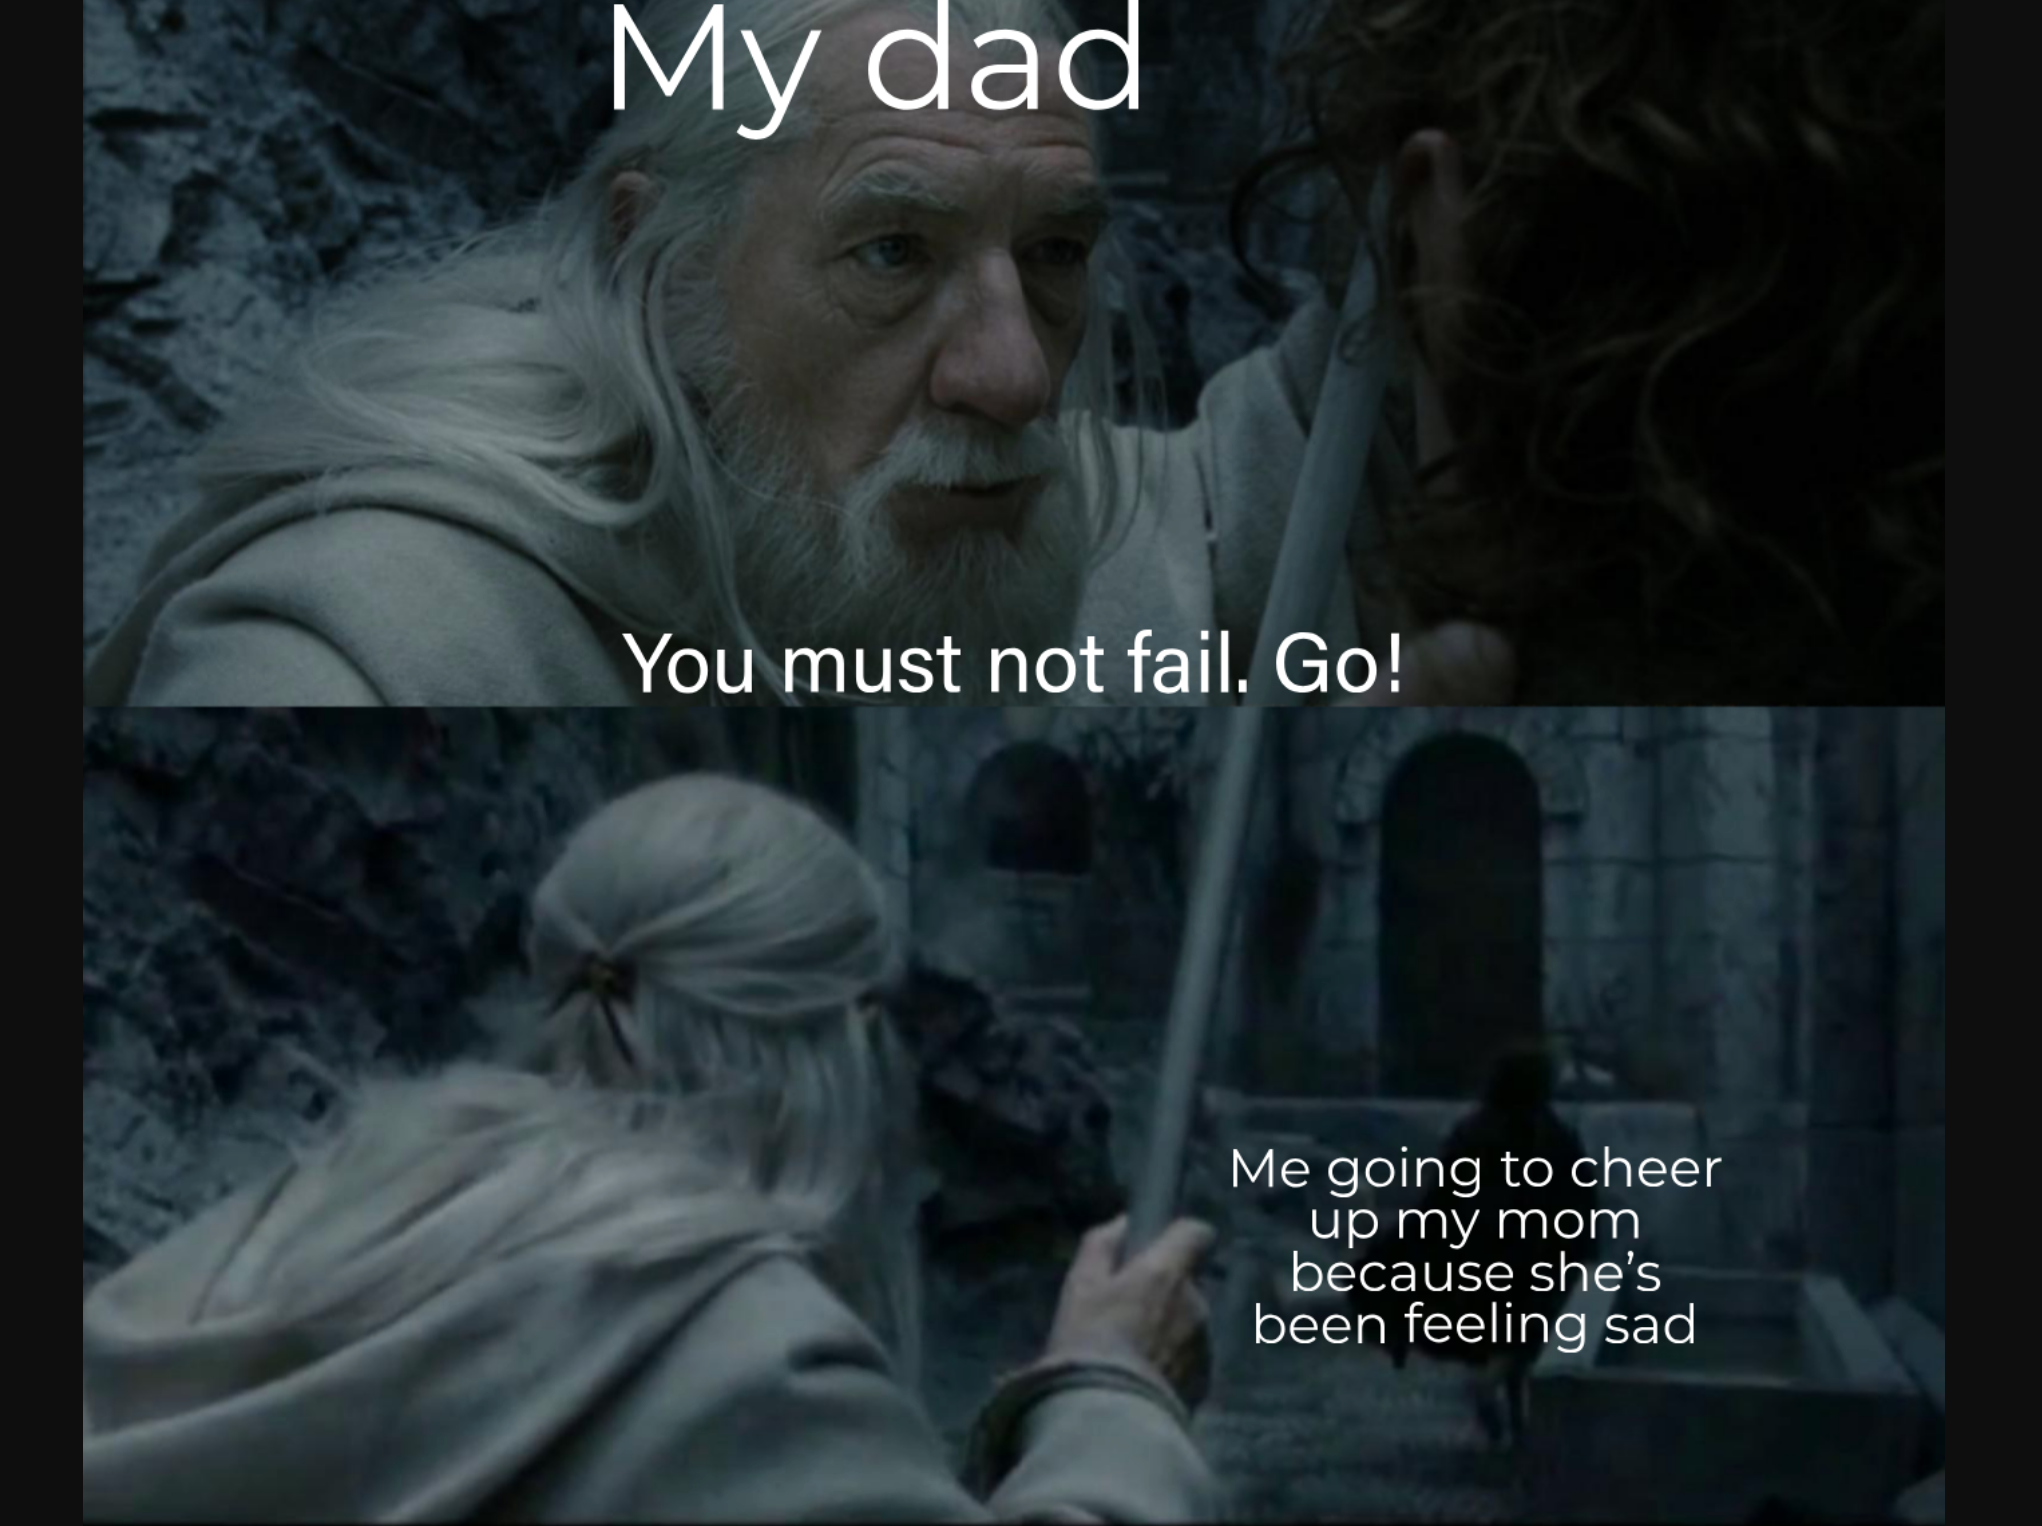 My dad
You must not fail. Go!
Me going to cheer
up my mom
because she’s
been feeling sad